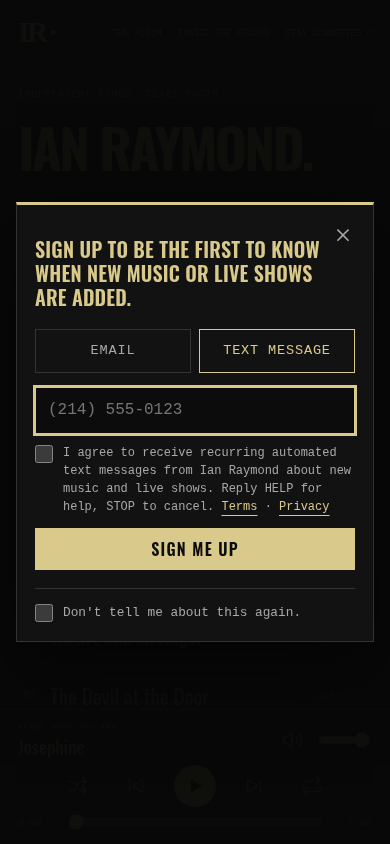 IR
IAN RAYMOND.
SIGN UP TO BE THE FIRST TO KNOW
WHEN NEW MUSIC OR LIVE SHOWS
ARE ADDED.
EMAIL
TEXT MESSAGE
(214) 555-0123
I agree to receive recurring automated
text messages from Ian Raymond about new
music and live shows. Reply HELP for
help, STOP to cancel. Terms · Privacy
SIGN ME UP
Don't tell me about this again.
The Devil at the Door
Josephine